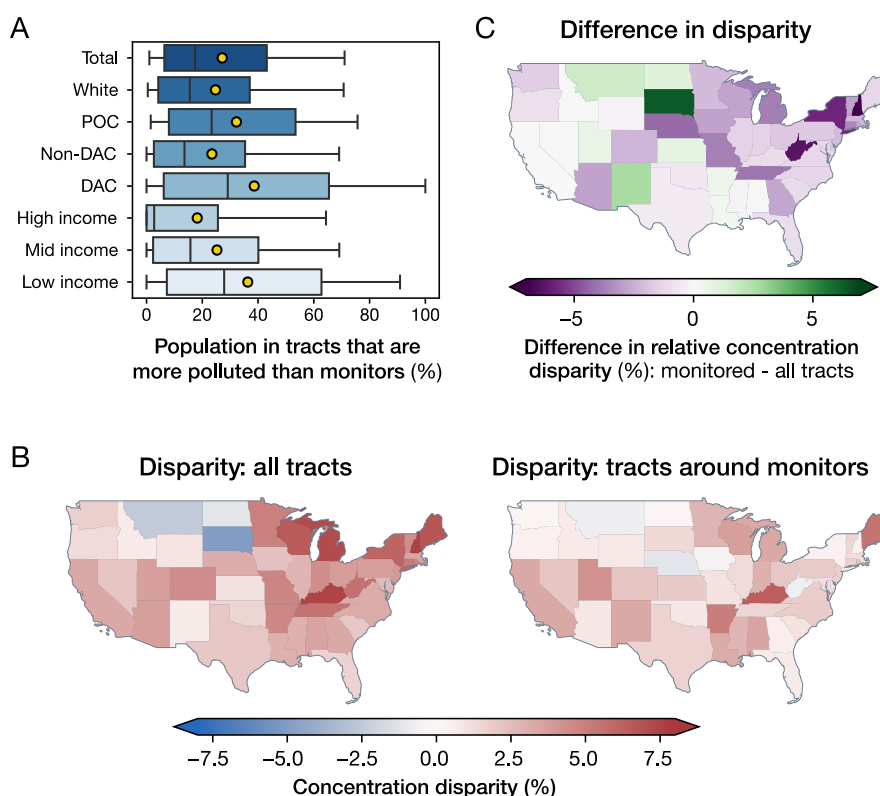 A
Total
White
POC
Non-DAC
DAC
High income
Mid income
Low income
0 20 40 60 80 100
Population in tracts that are
more polluted than monitors (%)
C
Difference in disparity
−5 0 5
Difference in relative concentration
disparity (%): monitored - all tracts
B
Disparity: all tracts
Disparity: tracts around monitors
−7.5 −5.0 −2.5 0.0 2.5 5.0 7.5
Concentration disparity (%)